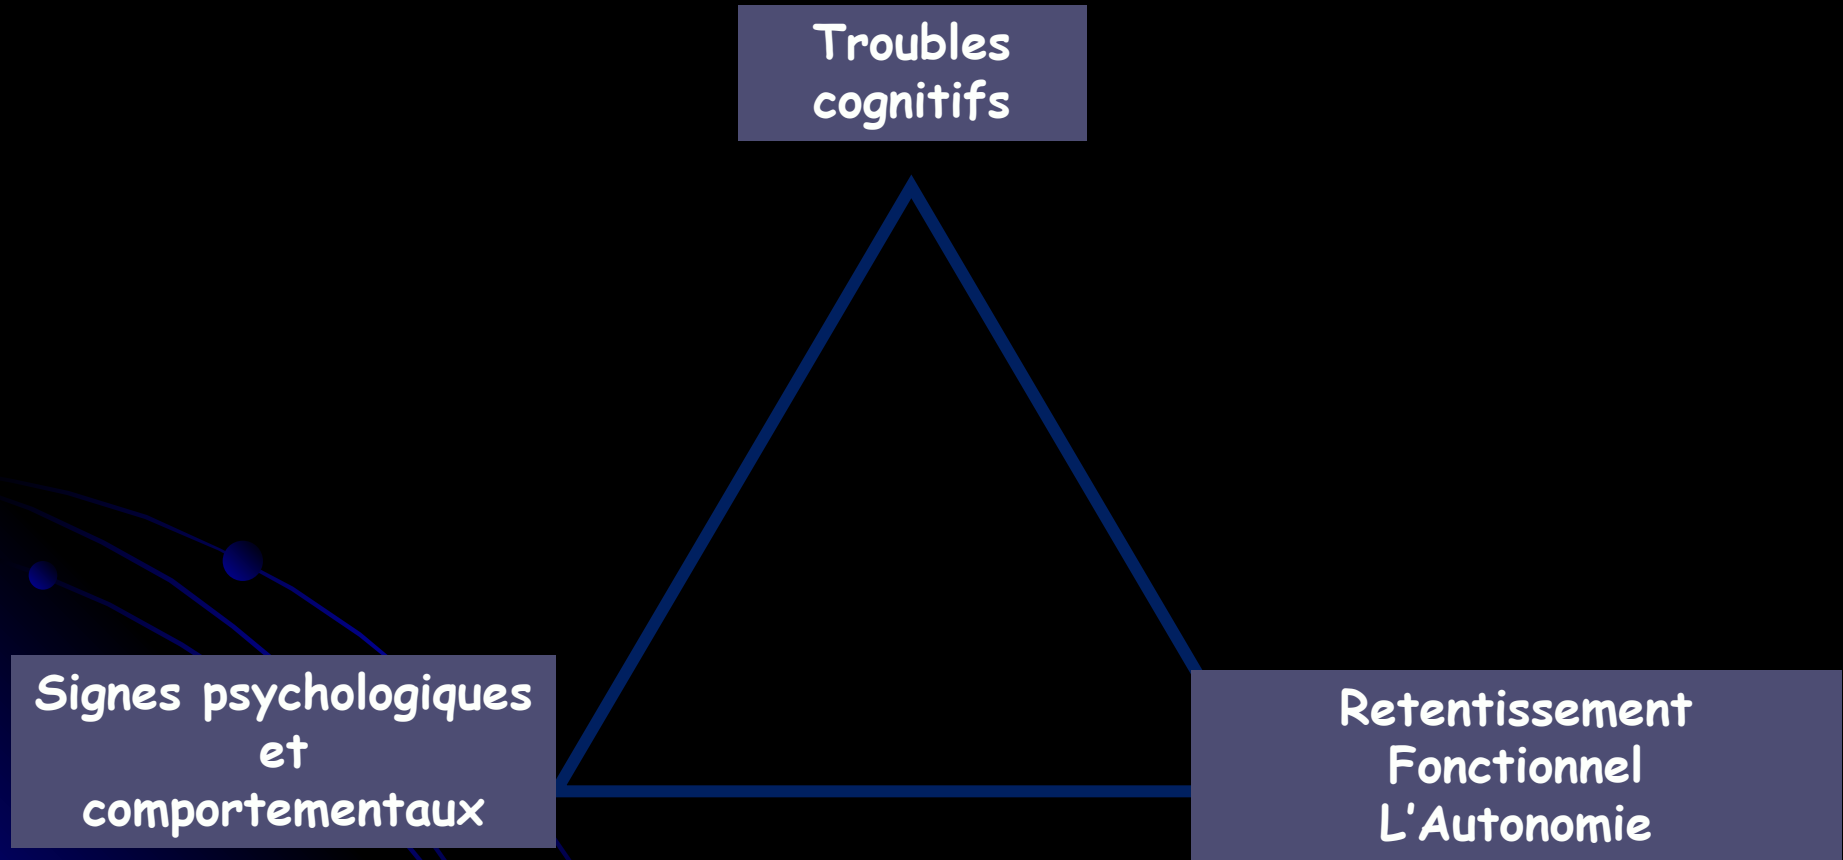 Troubles
cognitifs
Signes psychologiques
et
comportementaux
Retentissement
Fonctionnel
L'Autonomie